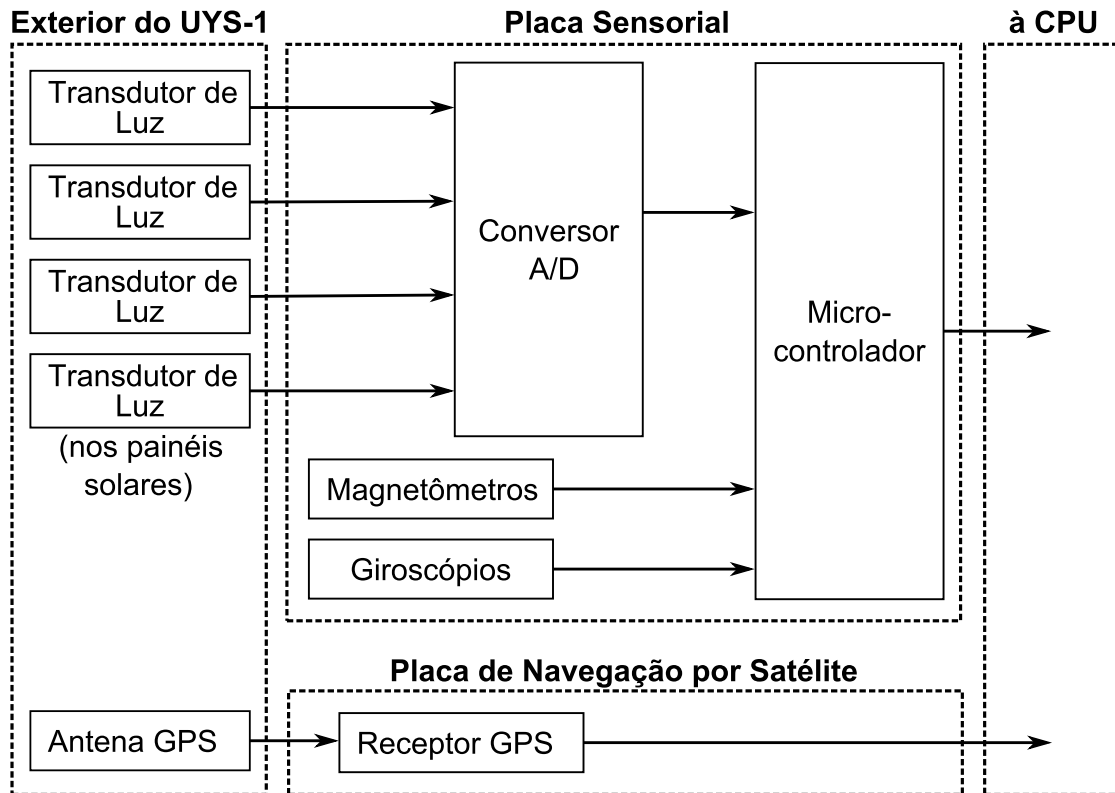 Exterior do UYS-1
Placa Sensorial
à CPU
Transdutor de
Luz
Transdutor de
Luz
Transdutor de
Luz
Transdutor de
Luz
(nos painéis
solares)
Conversor
A/D
Micro-
controlador
Magnetômetros
Giroscópios
Placa de Navegação por Satélite
Antena GPS
Receptor GPS